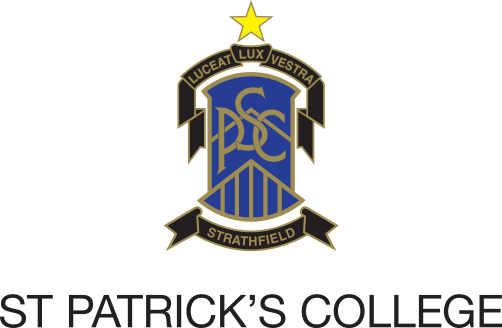 LUCEAT LUX VESTRA
SPC
STRATHFIELD
ST PATRICK'S COLLEGE